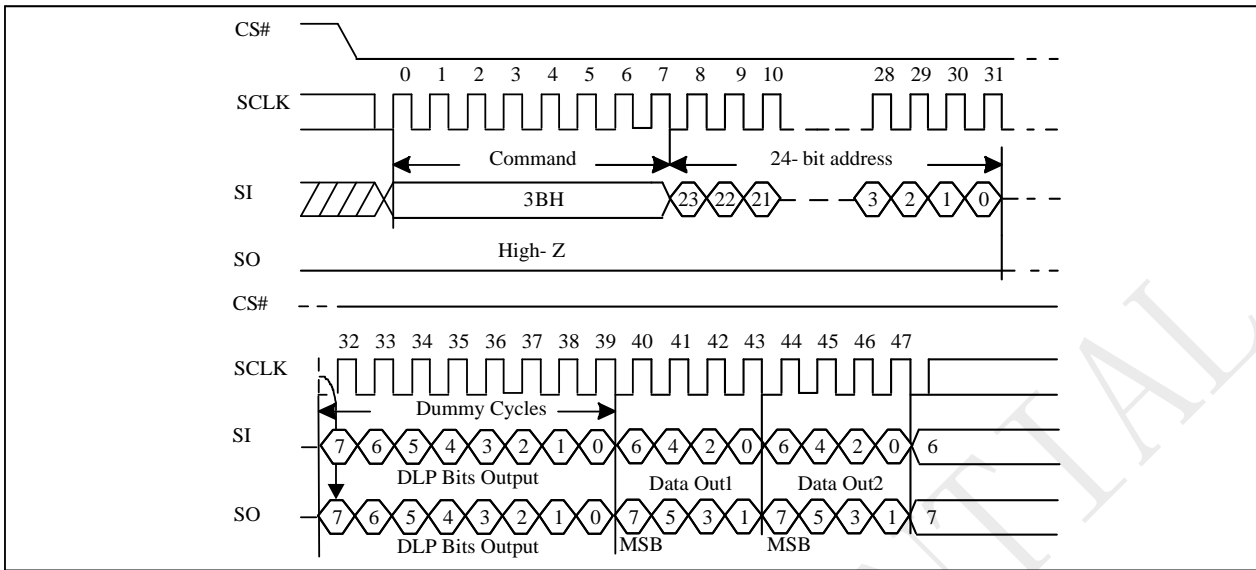 CS#
0 1 2 3 4 5 6 7 8 9 10 28 29 30 31
SCLK
Command 24- bit address
SI 3BH 23 22 21 3 2 1 0
SO High- Z
CS#
32 33 34 35 36 37 38 39 40 41 42 43 44 45 46 47
SCLK
Dummy Cycles
SI 7 6 5 4 3 2 1 0 6 4 2 0 6 4 2 0 6
DLP Bits Output Data Out1 Data Out2
SO 7 6 5 4 3 2 1 0 7 5 3 1 7 5 3 1 7
DLP Bits Output MSB MSB
NTIAL